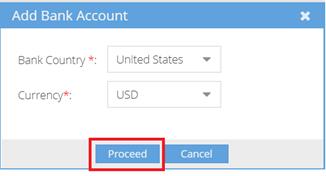 Add Bank Account
Bank Country *: United States
Currency*: USD
Proceed Cancel